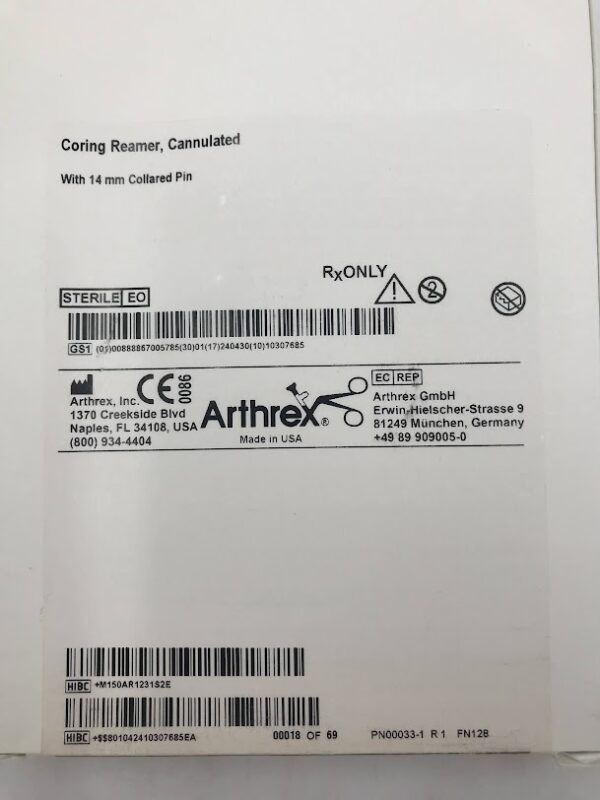 Coring Reamer, Cannulated
With 14 mm Collared Pin
RxONLY
STERILE EO
GS1 (01)00888867005785(30)01(17)240430(10)10307685
Arthrex, Inc.
1370 Creekside Blvd
Naples, FL 34108, USA
(800) 934-4404
CE 0086
Arthrex®
Made in USA
EC REP
Arthrex GmbH
Erwin-Hielscher-Strasse 9
81249 München, Germany
+49 89 909005-0
HIBC +M150AR1231S2E
HIBC +$$801042410307685EA
00018 OF 69
PN00033-1 R 1 FN12B